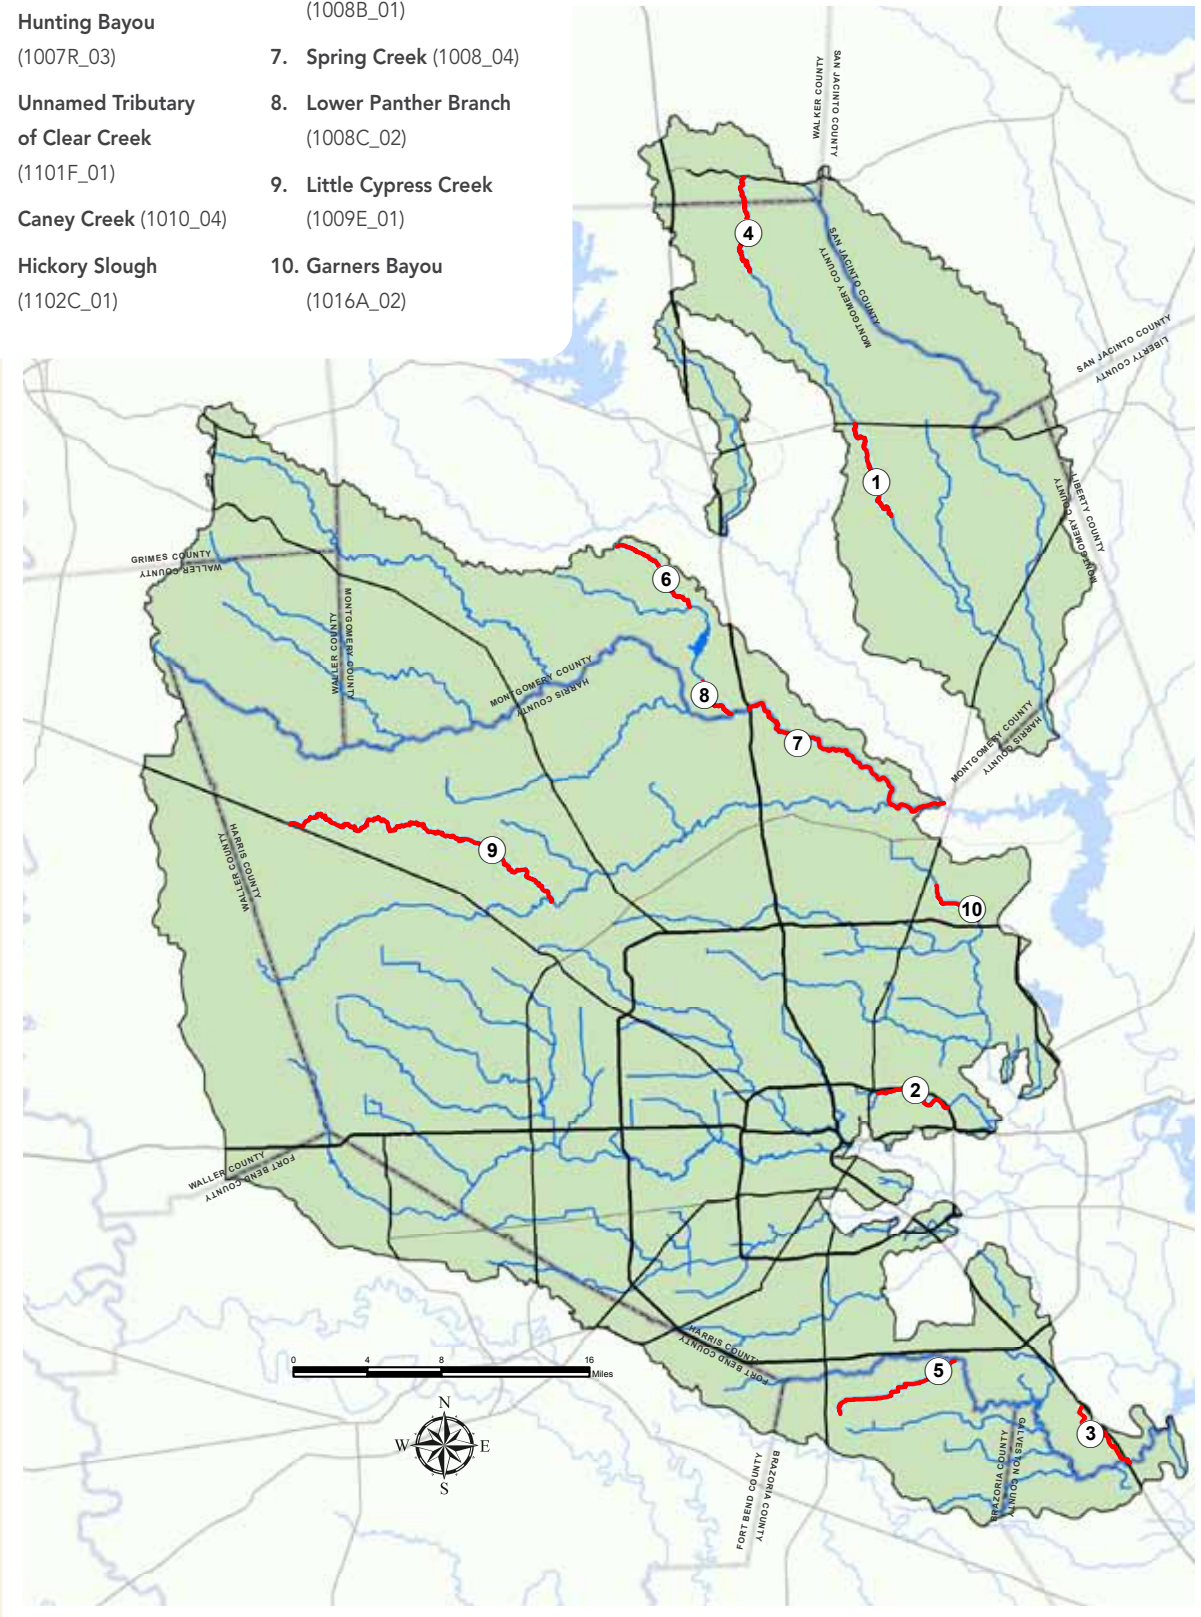 Hunting Bayou
(1007R_03)
Unnamed Tributary
of Clear Creek
(1101F_01)
Caney Creek (1010_04)
Hickory Slough
(1102C_01)
(1008B_01)
7. Spring Creek (1008_04)
8. Lower Panther Branch
(1008C_02)
9. Little Cypress Creek
(1009E_01)
10. Garners Bayou
(1016A_02)
WALKER COUNTY
SAN JACINTO COUNTY
4
SAN JACINTO COUNTY
MONTGOMERY COUNTY
SAN JACINTO COUNTY
LIBERTY COUNTY
1
LIBERTY COUNTY
MONTGOMERY COUNTY
GRIMES COUNTY
WALLER COUNTY
6
WALLER COUNTY
MONTGOMERY COUNTY
MONTGOMERY COUNTY
HARRIS COUNTY
8
7
MONTGOMERY COUNTY
HARRIS COUNTY
HARRIS COUNTY
WALLER COUNTY
9
10
2
WALLER COUNTY
FORT BEND COUNTY
HARRIS COUNTY
FORT BEND COUNTY
0 4 8 16
Miles
5
N
W E
S
3
GALVESTON COUNTY
BRAZORIA COUNTY
FORT BEND COUNTY
BRAZORIA COUNTY